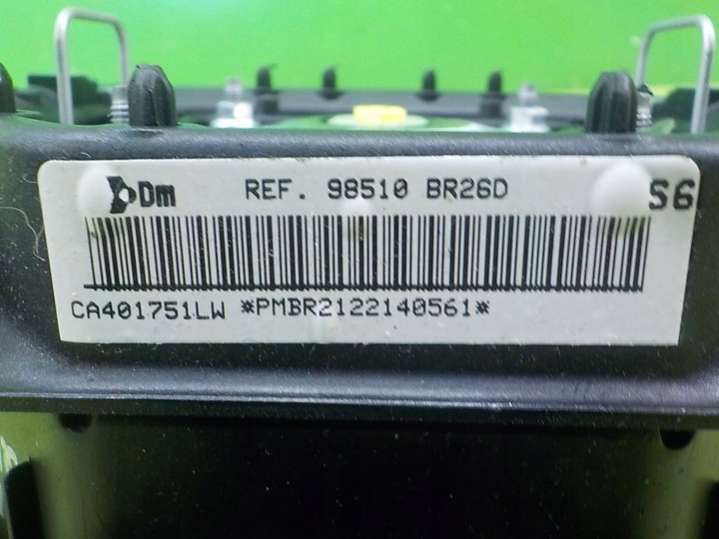 Dm REF. 98510 BR26D S6
CA401751LW *PMBR2122140561*